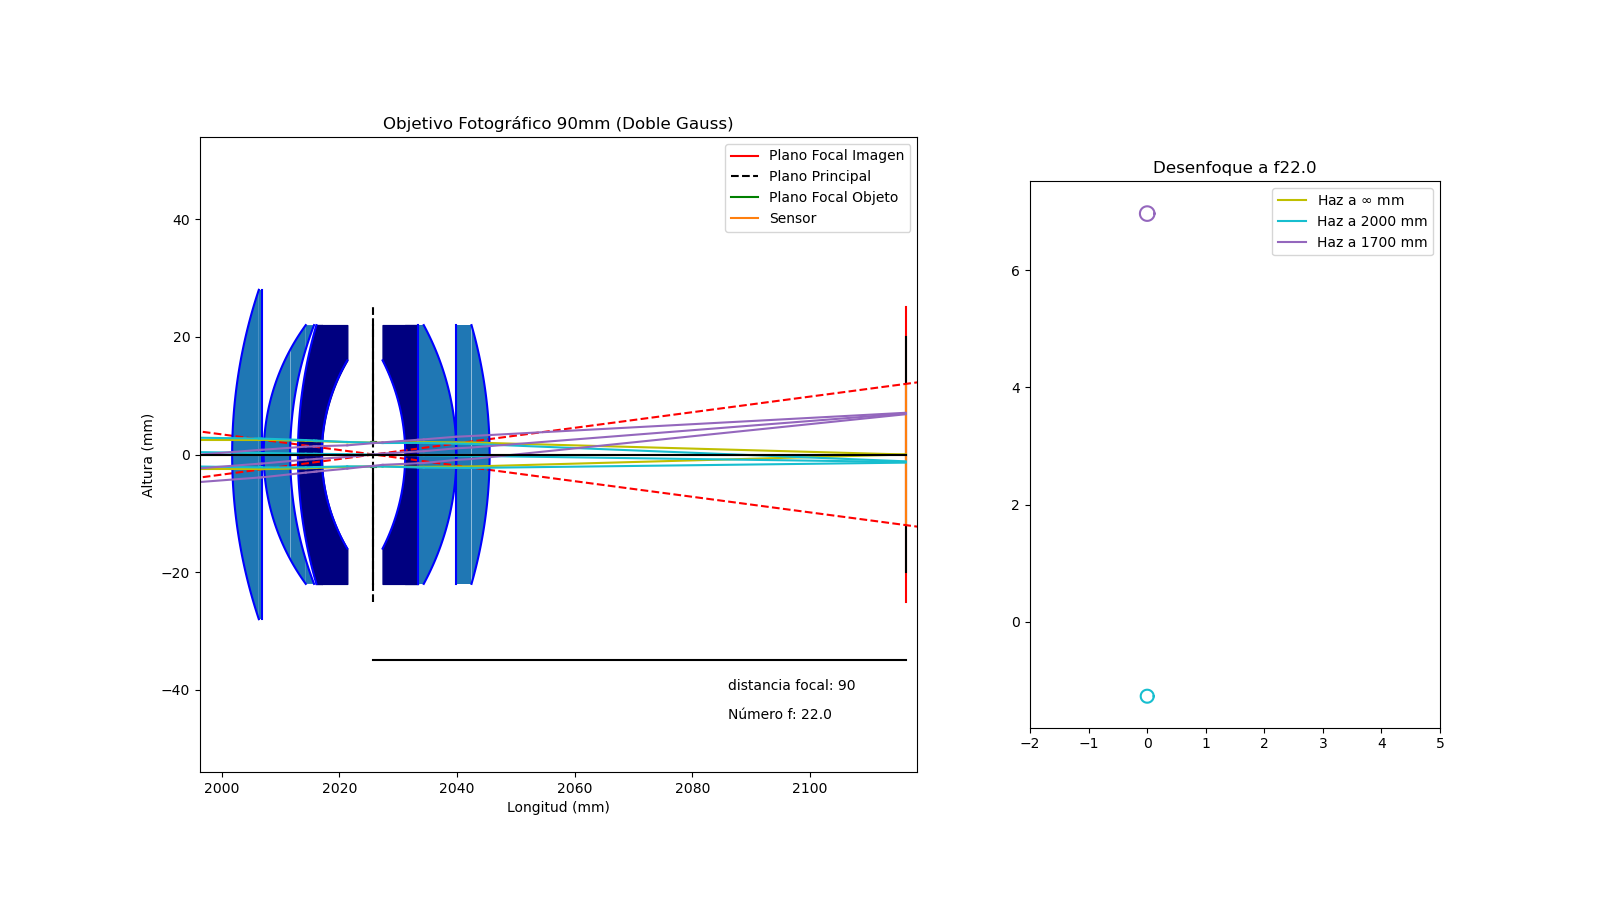 Objetivo Fotográfico 90mm (Doble Gauss)
Plano Focal Imagen
Plano Principal
Plano Focal Objeto
Sensor
40
20
0
−20
−40
Altura (mm)
distancia focal: 90
Número f: 22.0
2000 2020 2040 2060 2080 2100
Longitud (mm)
Desenfoque a f22.0
Haz a ∞ mm
Haz a 2000 mm
Haz a 1700 mm
6
4
2
0
−2 −1 0 1 2 3 4 5